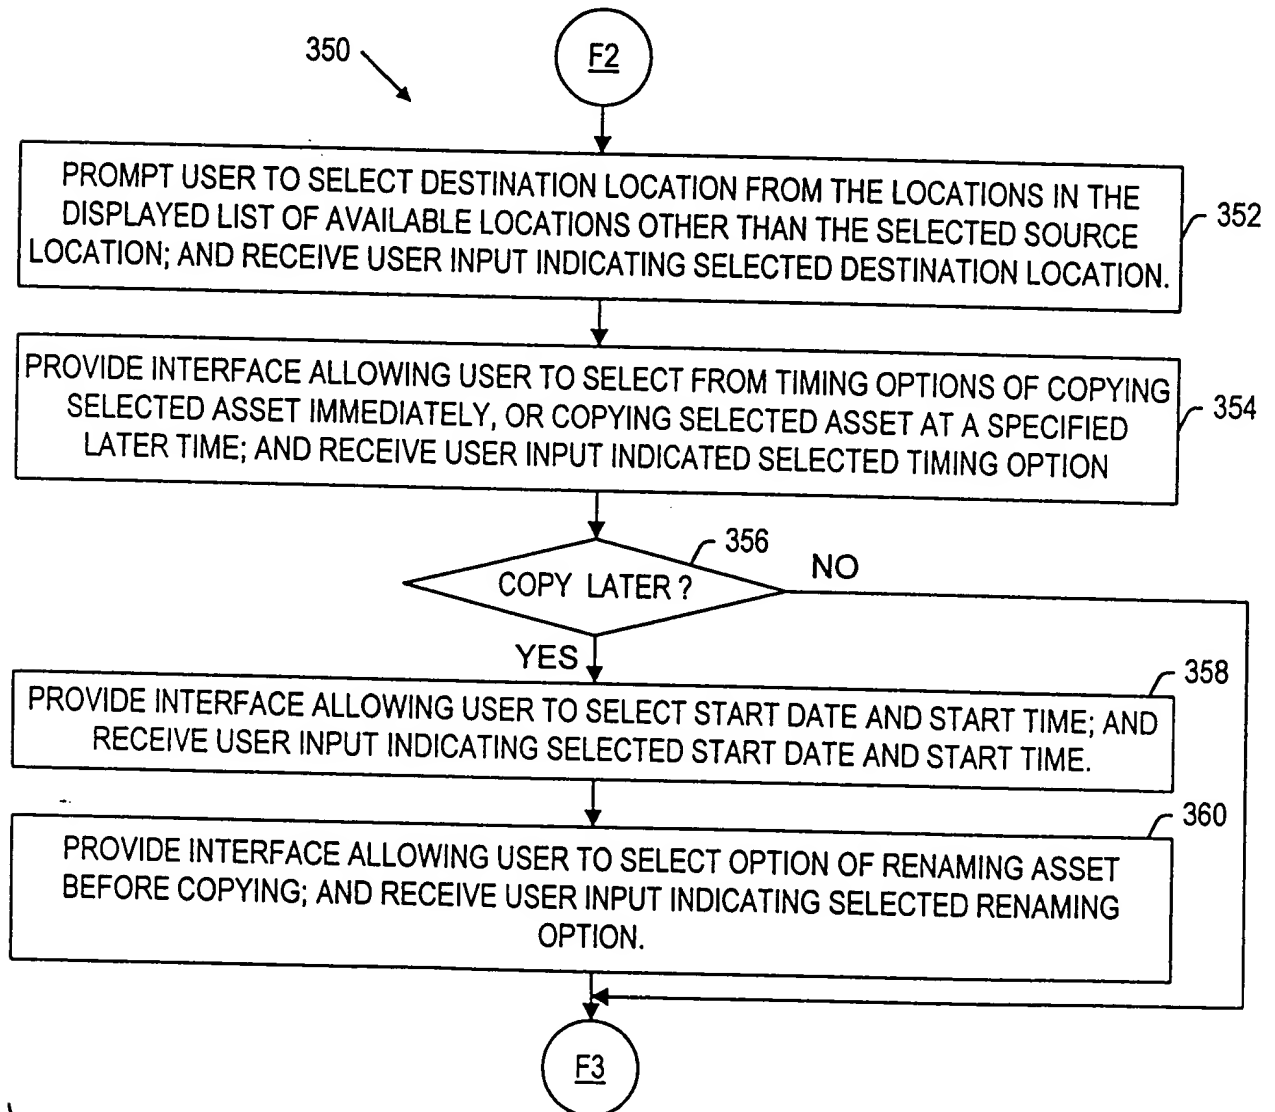 350
F2
PROMPT USER TO SELECT DESTINATION LOCATION FROM THE LOCATIONS IN THE
DISPLAYED LIST OF AVAILABLE LOCATIONS OTHER THAN THE SELECTED SOURCE
LOCATION; AND RECEIVE USER INPUT INDICATING SELECTED DESTINATION LOCATION.
352
PROVIDE INTERFACE ALLOWING USER TO SELECT FROM TIMING OPTIONS OF COPYING
SELECTED ASSET IMMEDIATELY, OR COPYING SELECTED ASSET AT A SPECIFIED
LATER TIME; AND RECEIVE USER INPUT INDICATED SELECTED TIMING OPTION
354
356
COPY LATER?
NO
YES
358
PROVIDE INTERFACE ALLOWING USER TO SELECT START DATE AND START TIME; AND
RECEIVE USER INPUT INDICATING SELECTED START DATE AND START TIME.
360
PROVIDE INTERFACE ALLOWING USER TO SELECT OPTION OF RENAMING ASSET
BEFORE COPYING; AND RECEIVE USER INPUT INDICATING SELECTED RENAMING
OPTION.
F3